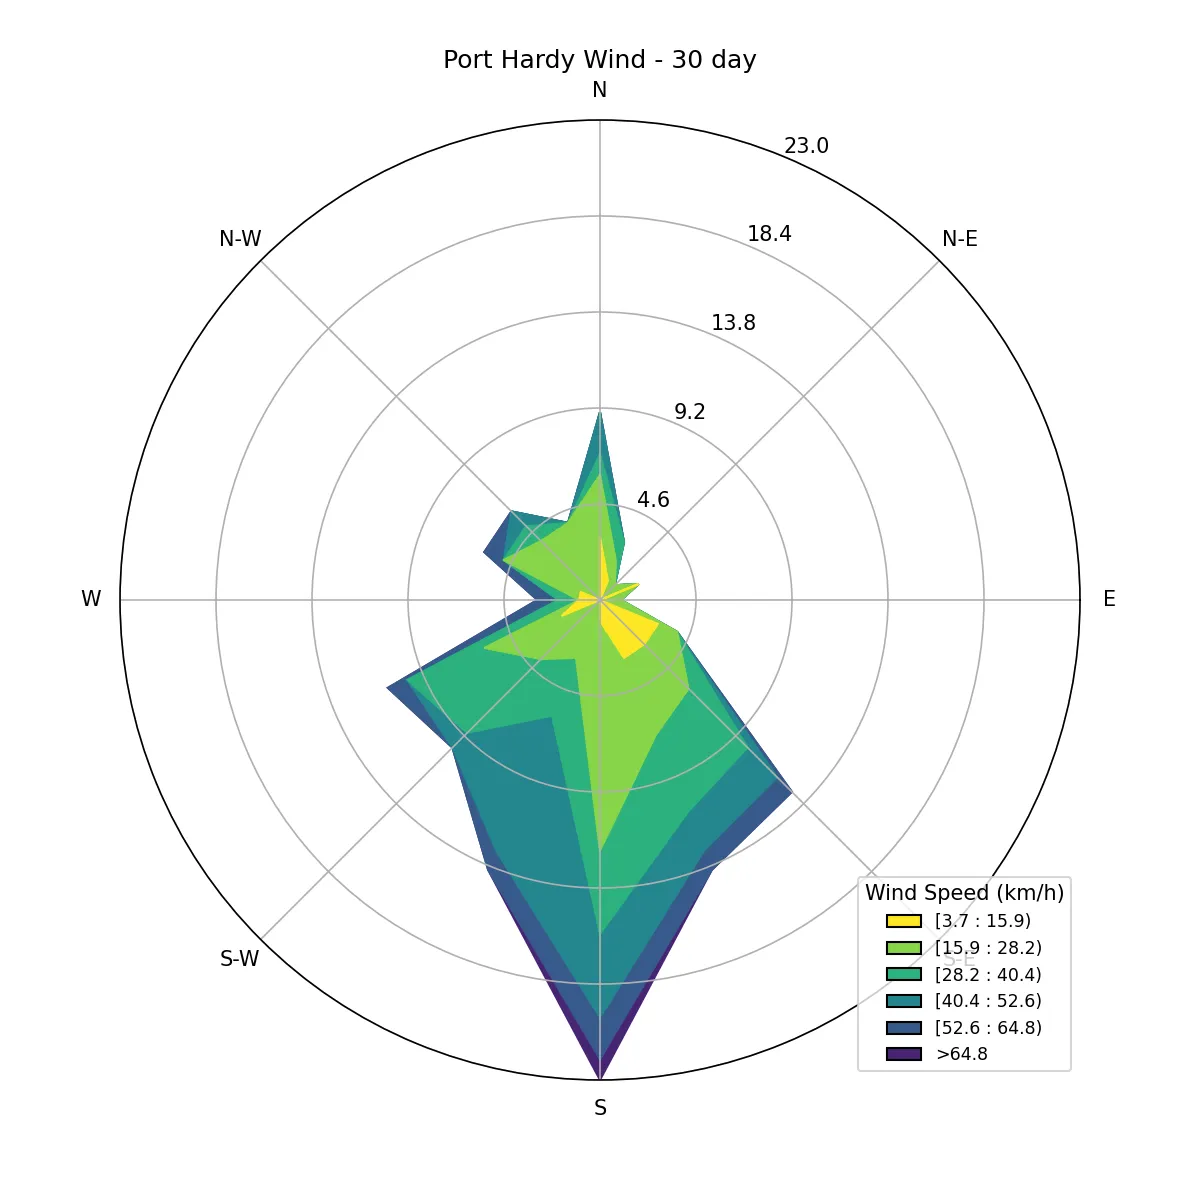 Port Hardy Wind - 30 day
N
23.0
N-W
18.4
N-E
13.8
9.2
4.6
W
E
S-W
S-E
S
Wind Speed (km/h)
[3.7 : 15.9)
[15.9 : 28.2)
[28.2 : 40.4)
[40.4 : 52.6)
[52.6 : 64.8)
>64.8